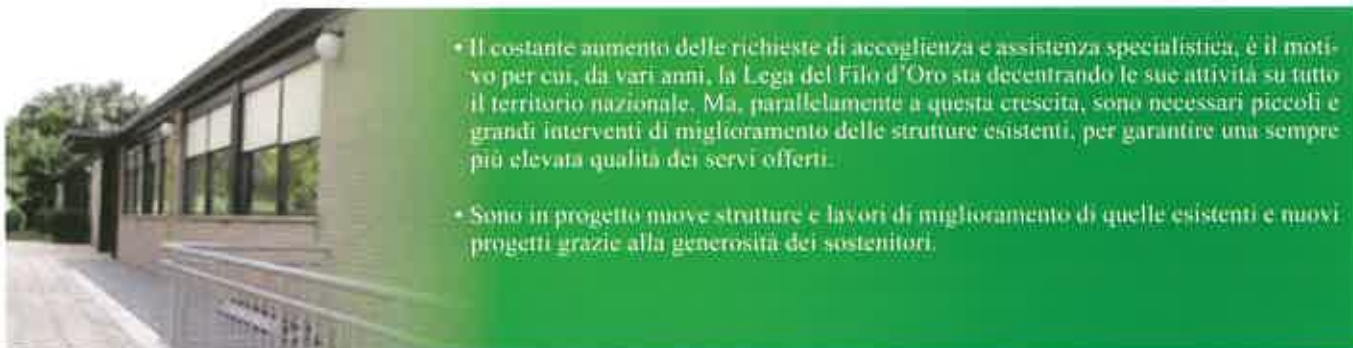 • Il costante aumento delle richieste di accoglienza e assistenza specialistica, è il moti-
vo per cui, da vari anni, la Lega del Filo d'Oro sta decentrando le sue attività su tutto
il territorio nazionale. Ma, parallelamente a questa crescita, sono necessari piccoli e
grandi interventi di miglioramento delle strutture esistenti, per garantire una sempre
più elevata qualità dei servi offerti.
• Sono in progetto nuove strutture e lavori di miglioramento di quelle esistenti e nuovi
progetti grazie alla generosità dei sostenitori.